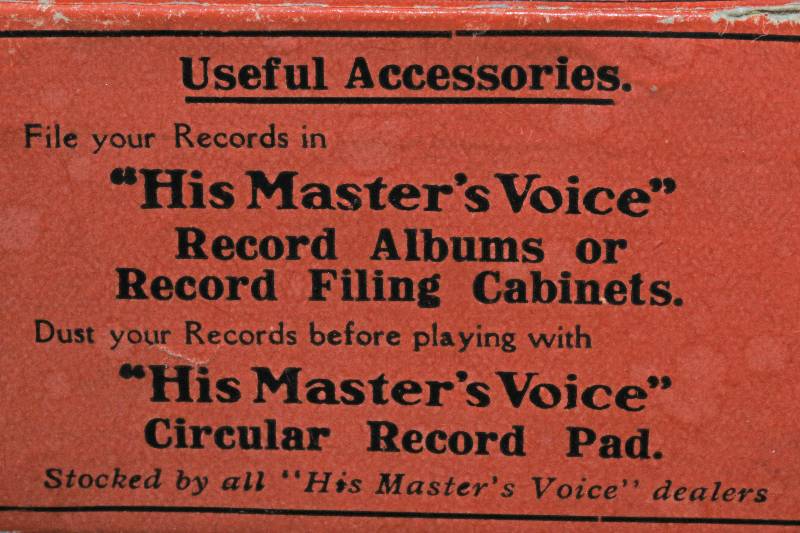 Useful Accessories.
File your Records in
"His Master's Voice"
Record Albums or
Record Filing Cabinets.
Dust your Records before playing with
"His Master's Voice"
Circular Record Pad.
Stocked by all "His Master's Voice" dealers